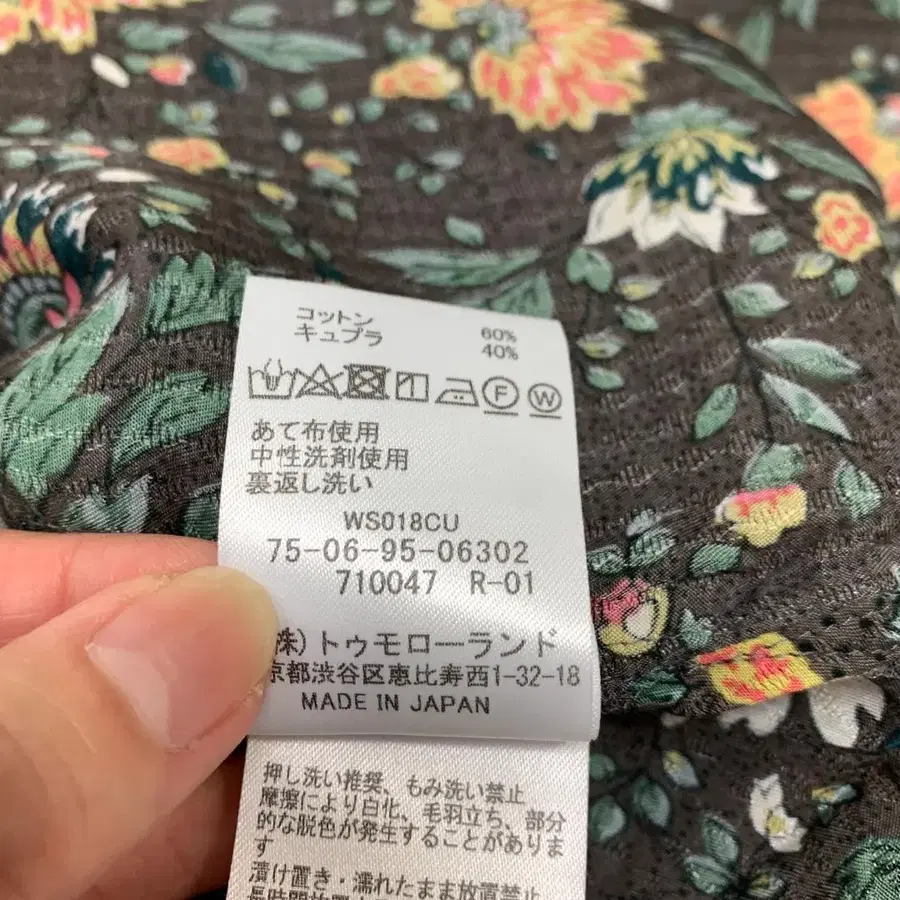 コットン 60%
キュプラ 40%
F W
あて布使用
中性洗剤使用
裏返し洗い
WS018CU
75-06-95-06302
710047 R-01
株) トゥモローランド
京都渋谷区恵比寿西1-32-18
MADE IN JAPAN
押し洗い推奨、もみ洗い禁止
摩擦により白化、毛羽立ち、部分
的な脱色が発生することがありま
す。
漬け置き・濡れたまま放置禁止